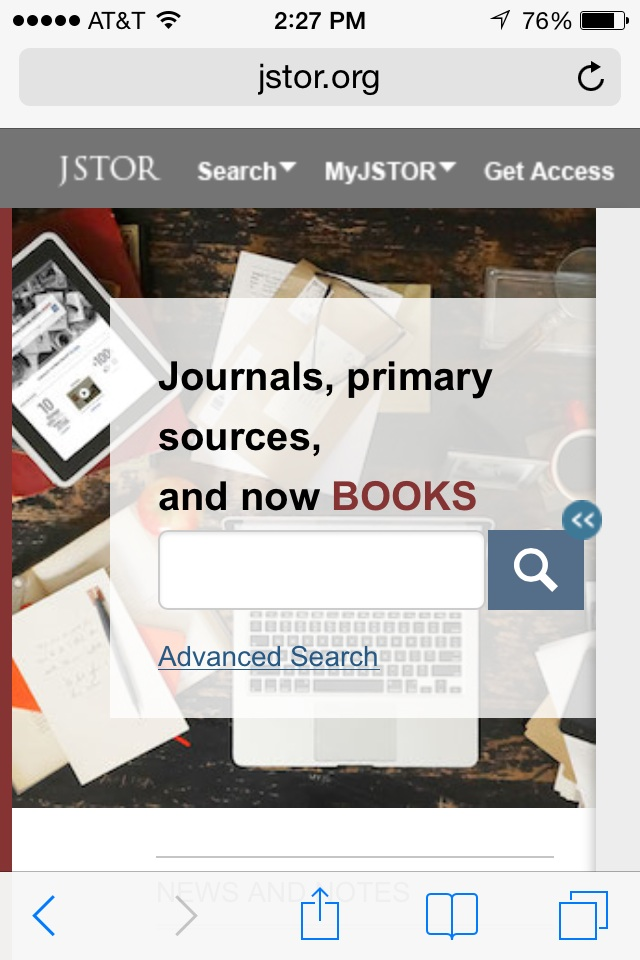 AT&T 2:27 PM 76%
jstor.org
JSTOR Search MyJSTOR Get Access
Journals, primary
sources,
and now BOOKS
Advanced Search
NEWS AND NOTES